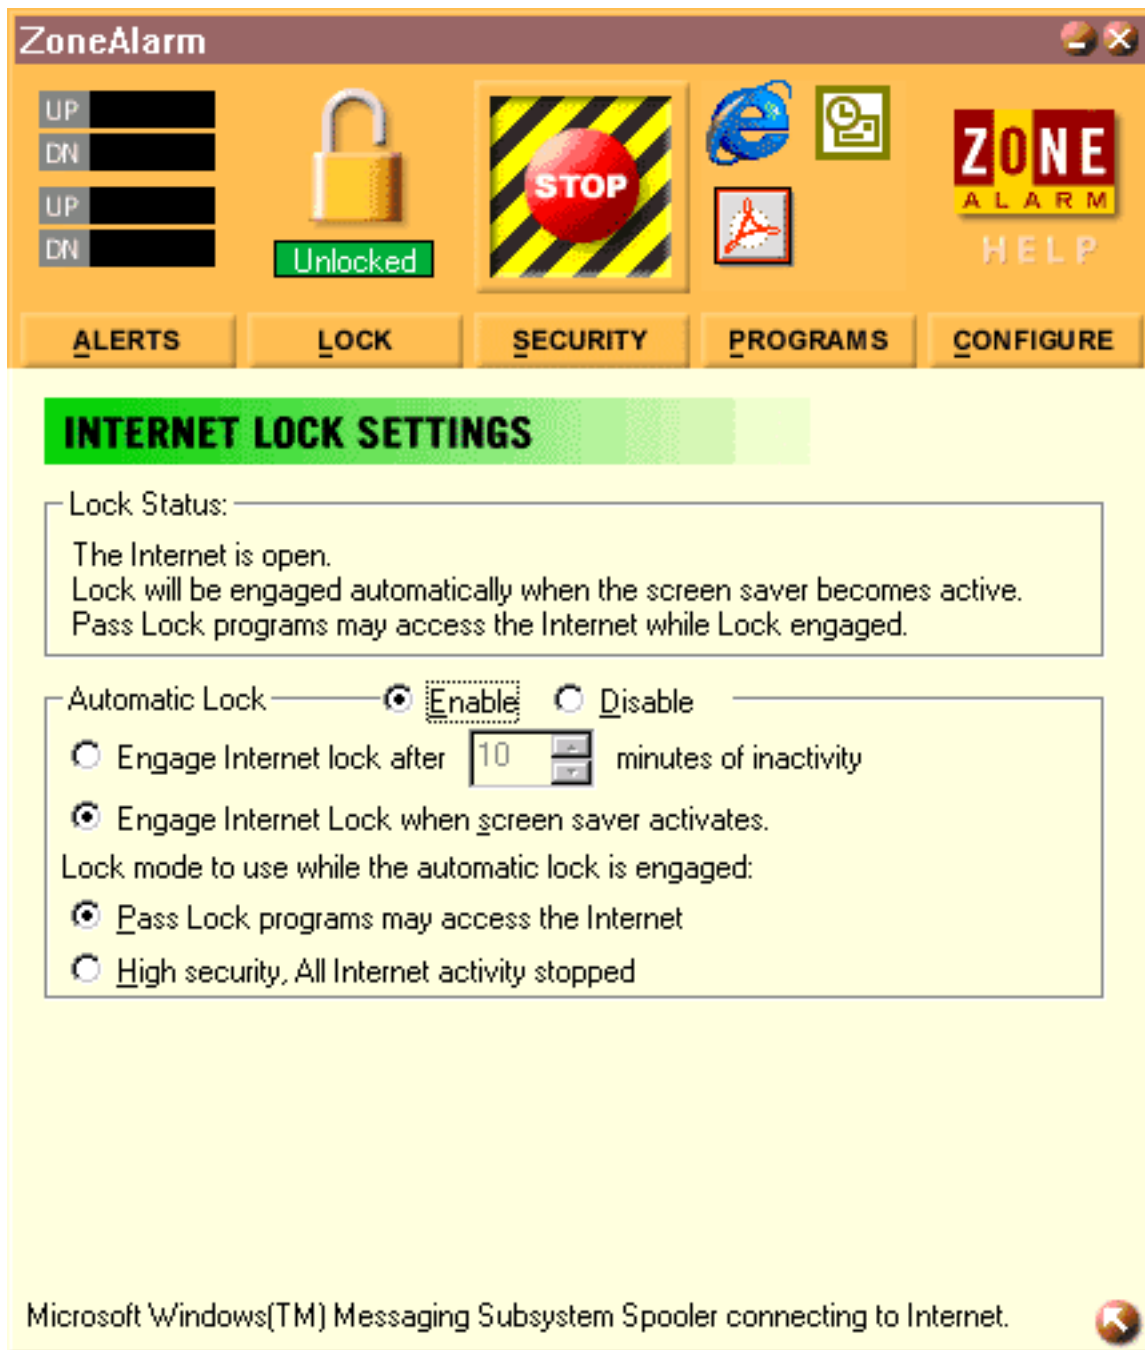 ZoneAlarm
UP
DN
UP
DN
Unlocked
STOP
ZONE
ALARM
HELP
ALERTS
LOCK
SECURITY
PROGRAMS
CONFIGURE
INTERNET LOCK SETTINGS
Lock Status:
The Internet is open.
Lock will be engaged automatically when the screen saver becomes active.
Pass Lock programs may access the Internet while Lock engaged.
Automatic Lock Enable Disable
Engage Internet lock after 10 minutes of inactivity
Engage Internet Lock when screen saver activates.
Lock mode to use while the automatic lock is engaged:
Pass Lock programs may access the Internet
High security, All Internet activity stopped
Microsoft Windows(TM) Messaging Subsystem Spooler connecting to Internet.